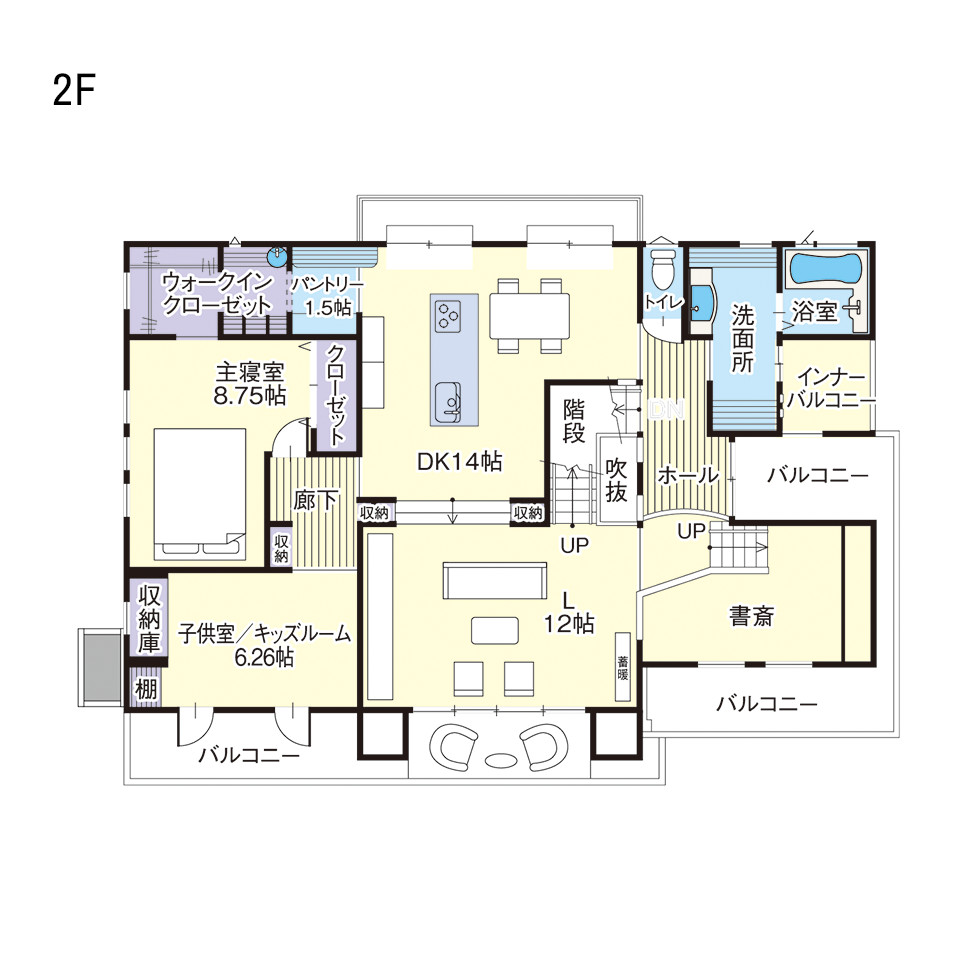 2F
ウォークイン
クローゼット
パントリー
1.5帖
トイレ
洗面所
浴室
主寝室
8.75帖
クローゼット
インナー
バルコニー
階段
DN
DK14帖
吹抜
ホール
バルコニー
廊下
収納
収納
収納
UP
UP
収納庫
子供室／キッズルーム
6.26帖
L
12帖
蓄暖
書斎
棚
バルコニー
バルコニー